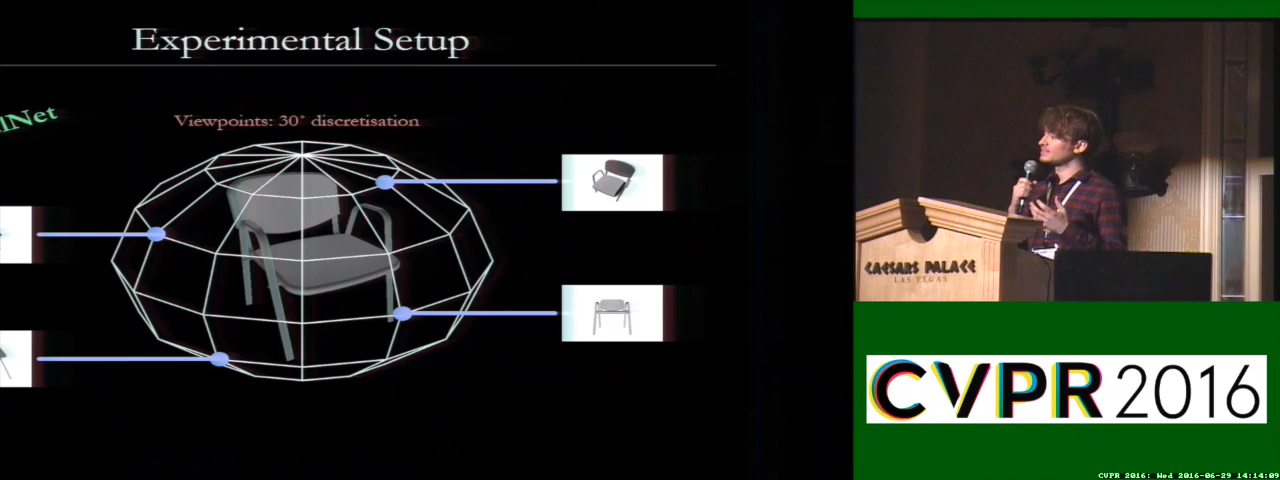 Experimental Setup
lNet
Viewpoints: 30° discretisation
CAESARS PALACE
LAS VEGAS
CVPR 2016
CVPR 2016: Wed 2016-06-29 14:14:09